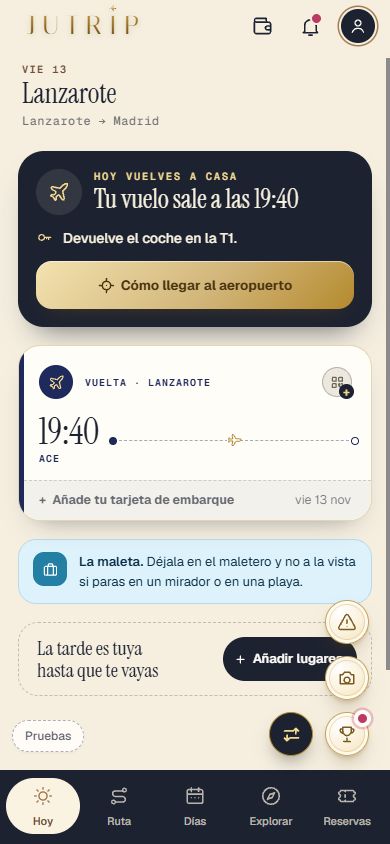 JUTRIP
VIE 13
Lanzarote
Lanzarote → Madrid
HOY VUELVES A CASA
Tu vuelo sale a las 19:40
Devuelve el coche en la T1.
Cómo llegar al aeropuerto
VUELTA · LANZAROTE
19:40
ACE
+ Añade tu tarjeta de embarque
vie 13 nov
La maleta. Déjala en el maletero y no a la vista
si paras en un mirador o en una playa.
La tarde es tuya
hasta que te vayas
+ Añadir lugares
Pruebas
Hoy
Ruta
Días
Explorar
Reservas